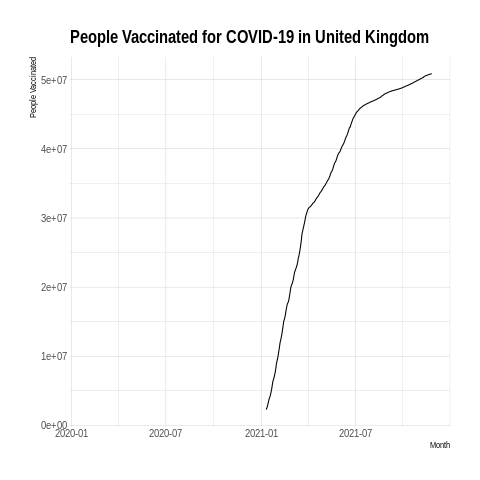 People Vaccinated for COVID-19 in United Kingdom
People Vaccinated
5e+07
4e+07
3e+07
2e+07
1e+07
0e+00
2020-01 2020-07 2021-01 2021-07
Month